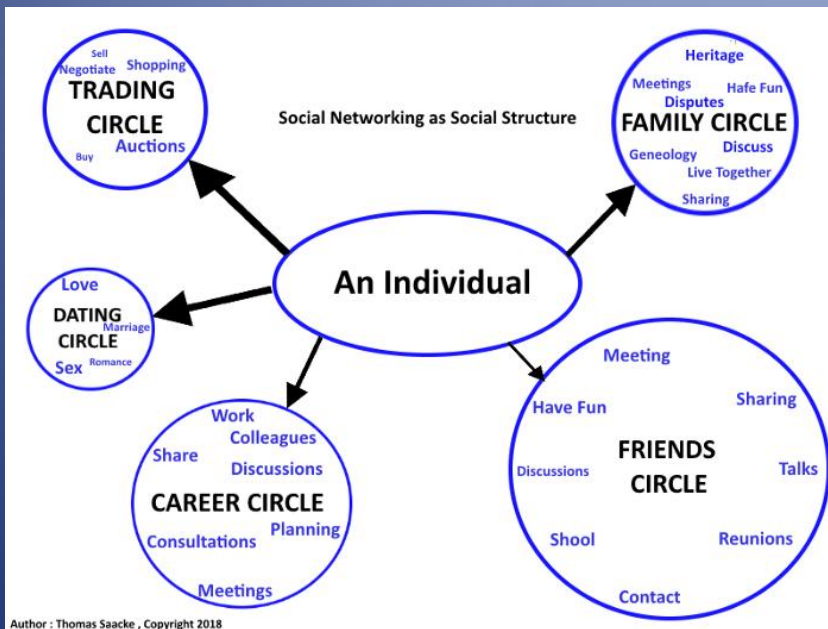 Social Networking as Social Structure
An Individual
Sell
Negotiate Shopping
TRADING
CIRCLE
Auctions
Buy
Heritage
Meetings Hafe Fun
Disputes
FAMILY CIRCLE
Discuss
Geneology
Live Together
Sharing
Love
DATING
Marriage
CIRCLE
Sex Romance
Work
Colleagues
Share
Discussions
CAREER CIRCLE
Planning
Consultations
Meetings
Meeting
Sharing
Have Fun
FRIENDS
CIRCLE
Discussions Talks
Shool Reunions
Contact
Author : Thomas Saacke , Copyright 2018